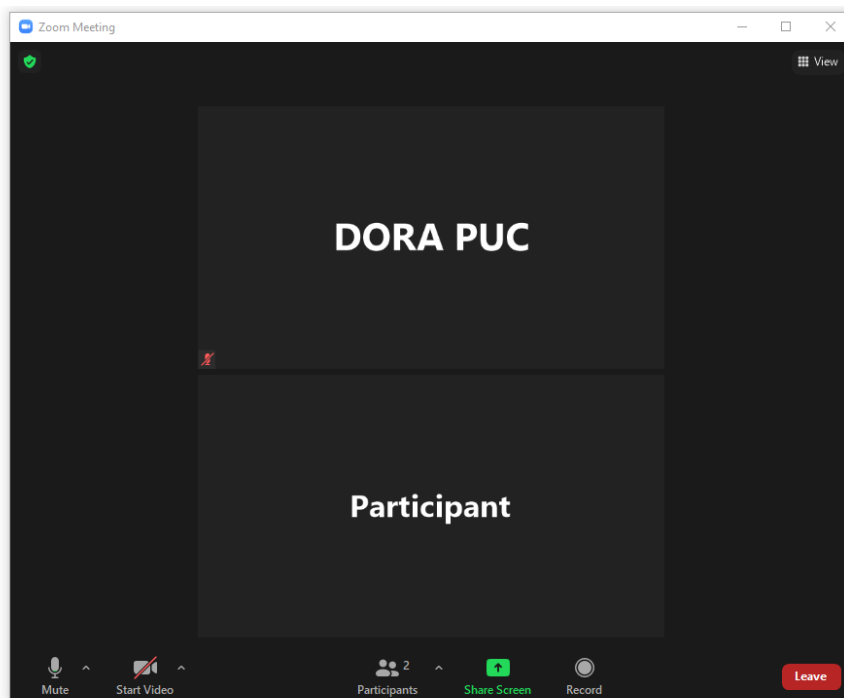 Zoom Meeting
View
DORA PUC
Participant
2
Mute
Start Video
Participants
Share Screen
Record
Leave